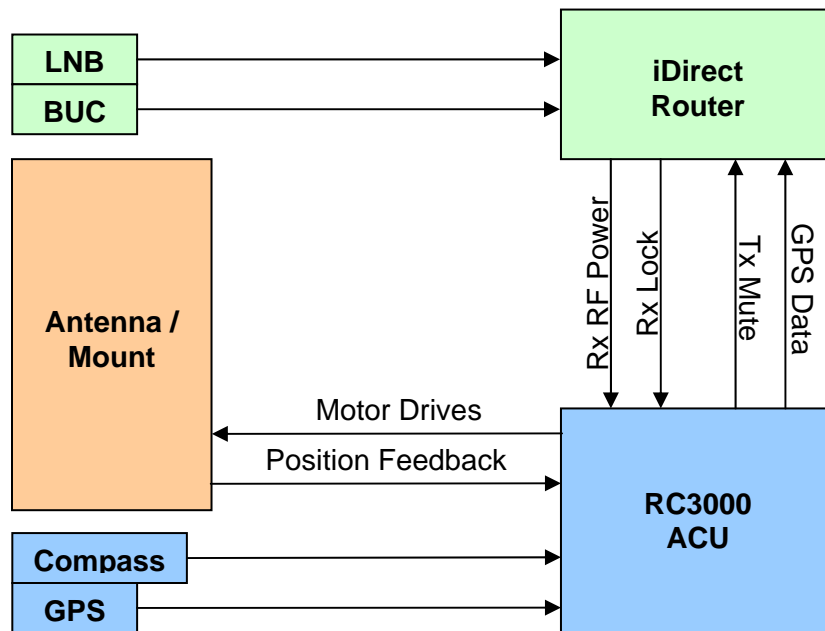 LNB
BUC
iDirect
Router
Antenna /
Mount
Rx RF Power
Rx Lock
Tx Mute
GPS Data
Motor Drives
Position Feedback
RC3000
ACU
Compass
GPS